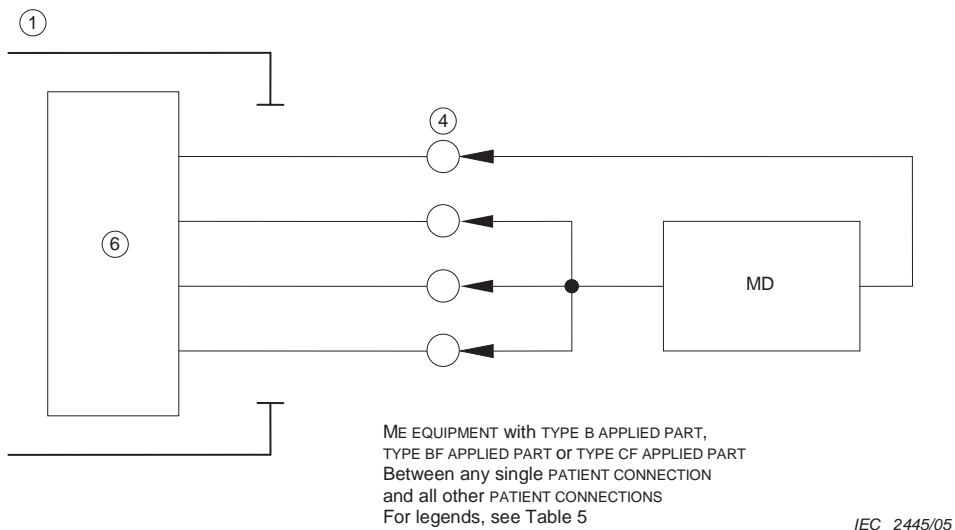 1
4
6
MD
ME EQUIPMENT with TYPE B APPLIED PART,
TYPE BF APPLIED PART or TYPE CF APPLIED PART
Between any single PATIENT CONNECTION
and all other PATIENT CONNECTIONS
For legends, see Table 5
IEC 2445/05